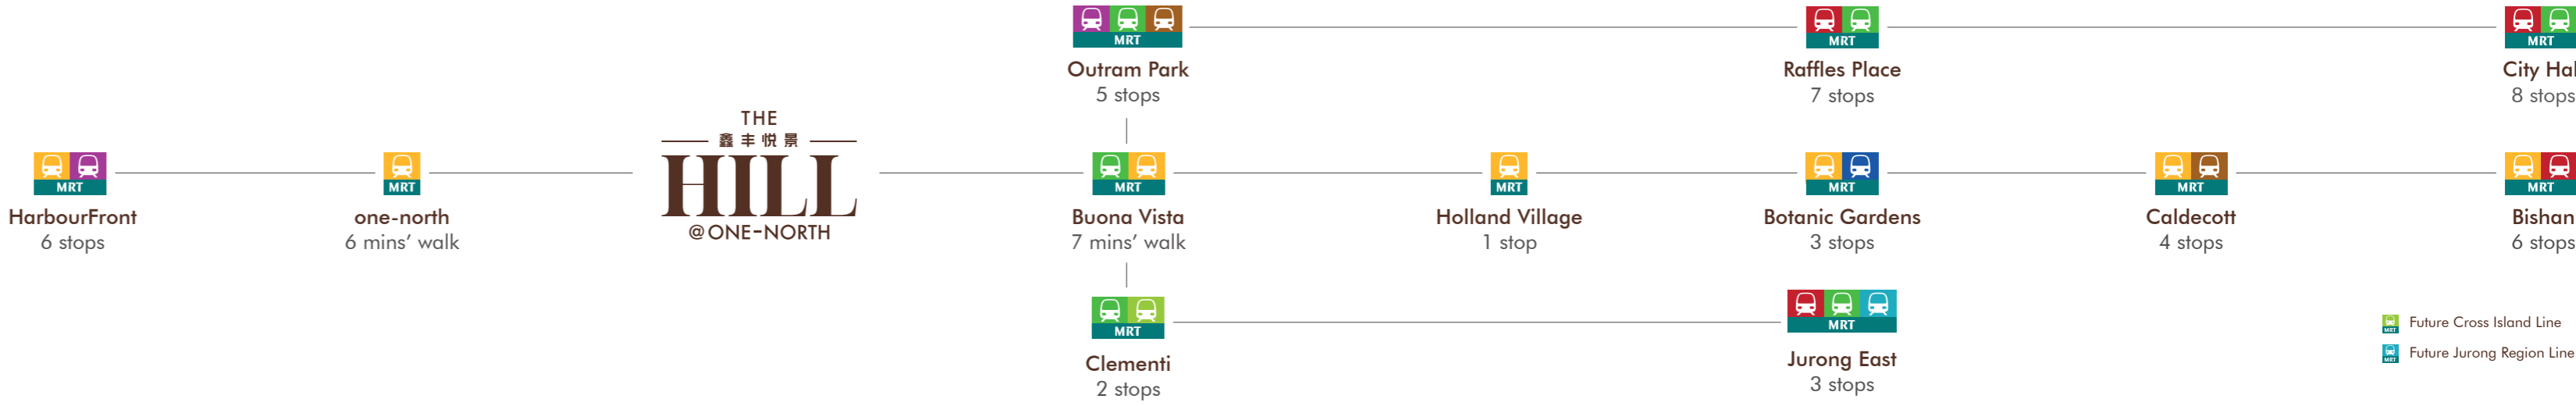 MRT
Outram Park
5 stops
MRT
Raffles Place
7 stops
MRT
City Hal
8 stops
MRT
HarbourFront
6 stops
MRT
one-north
6 mins' walk
THE
鑫丰悦景
HILL
@ONE-NORTH
MRT
Buona Vista
7 mins' walk
MRT
Holland Village
1 stop
MRT
Botanic Gardens
3 stops
MRT
Caldecott
4 stops
MRT
Bishan
6 stops
MRT
Clementi
2 stops
MRT
Jurong East
3 stops
MRT Future Cross Island Line
MRT Future Jurong Region Line